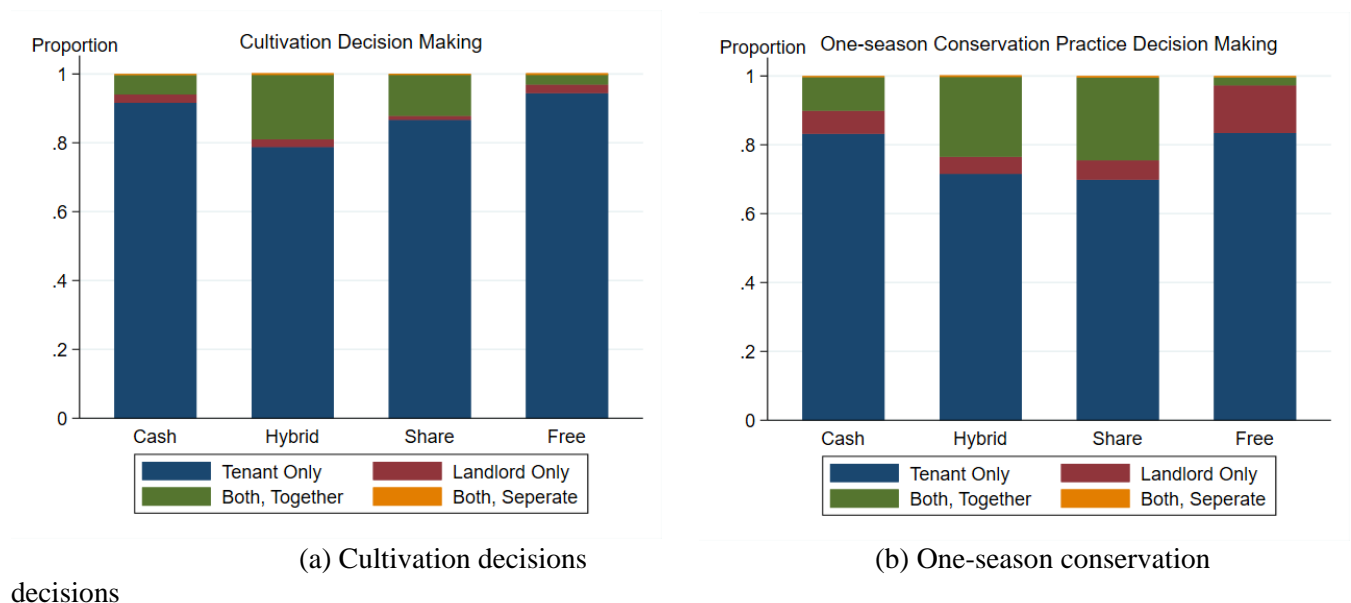 Proportion
Cultivation Decision Making
1
.8
.6
.4
.2
0
Cash Hybrid Share Free
Tenant Only Landlord Only
Both, Together Both, Seperate
Proportion
One-season Conservation Practice Decision Making
1
.8
.6
.4
.2
0
Cash Hybrid Share Free
Tenant Only Landlord Only
Both, Together Both, Seperate
(a) Cultivation decisions (b) One-season conservation
decisions